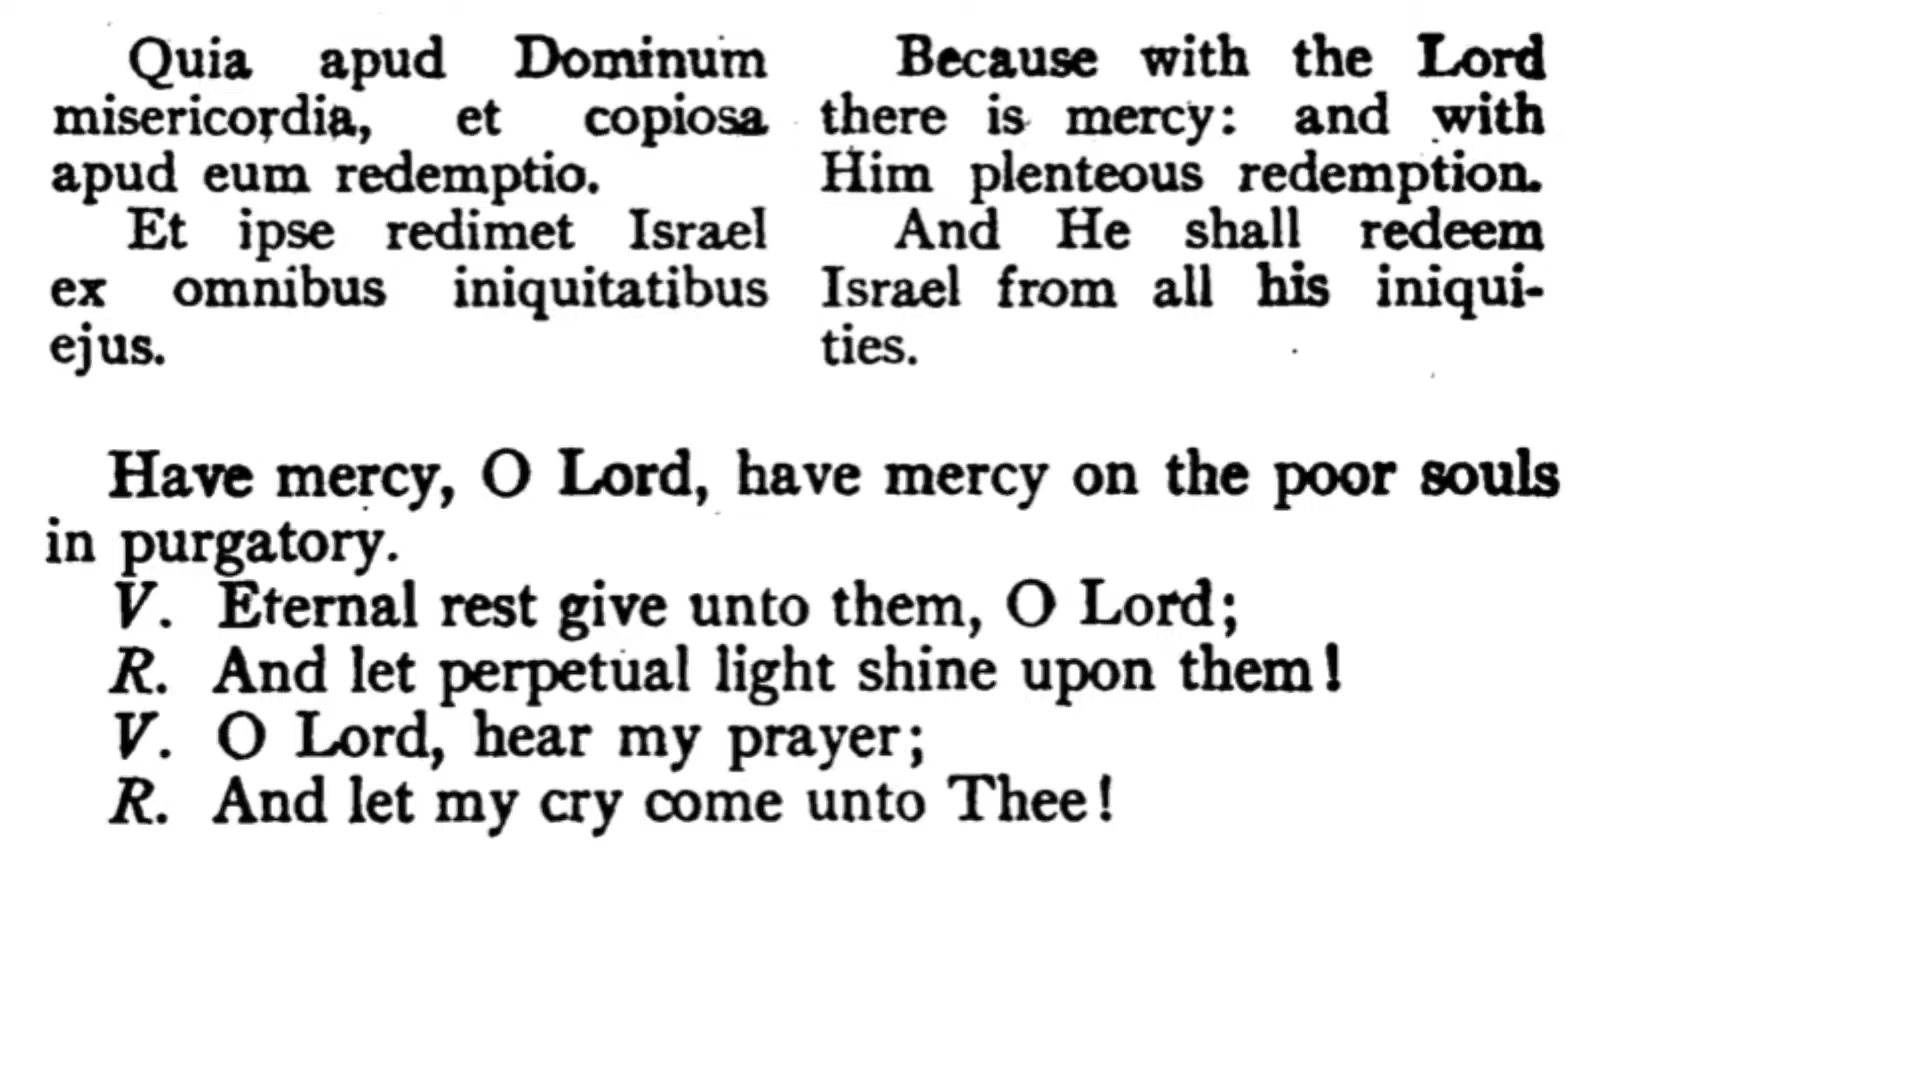 Quia apud Dominum
misericordia, et copiosa
apud eum redemptio.
Et ipse redimet Israel
ex omnibus iniquitatibus
ejus.
Because with the Lord
there is mercy: and with
Him plenteous redemption.
And He shall redeem
Israel from all his iniqui-
ties.
Have mercy, O Lord, have mercy on the poor souls
in purgatory.
V. Eternal rest give unto them, O Lord;
R. And let perpetual light shine upon them!
V. O Lord, hear my prayer;
R. And let my cry come unto Thee!